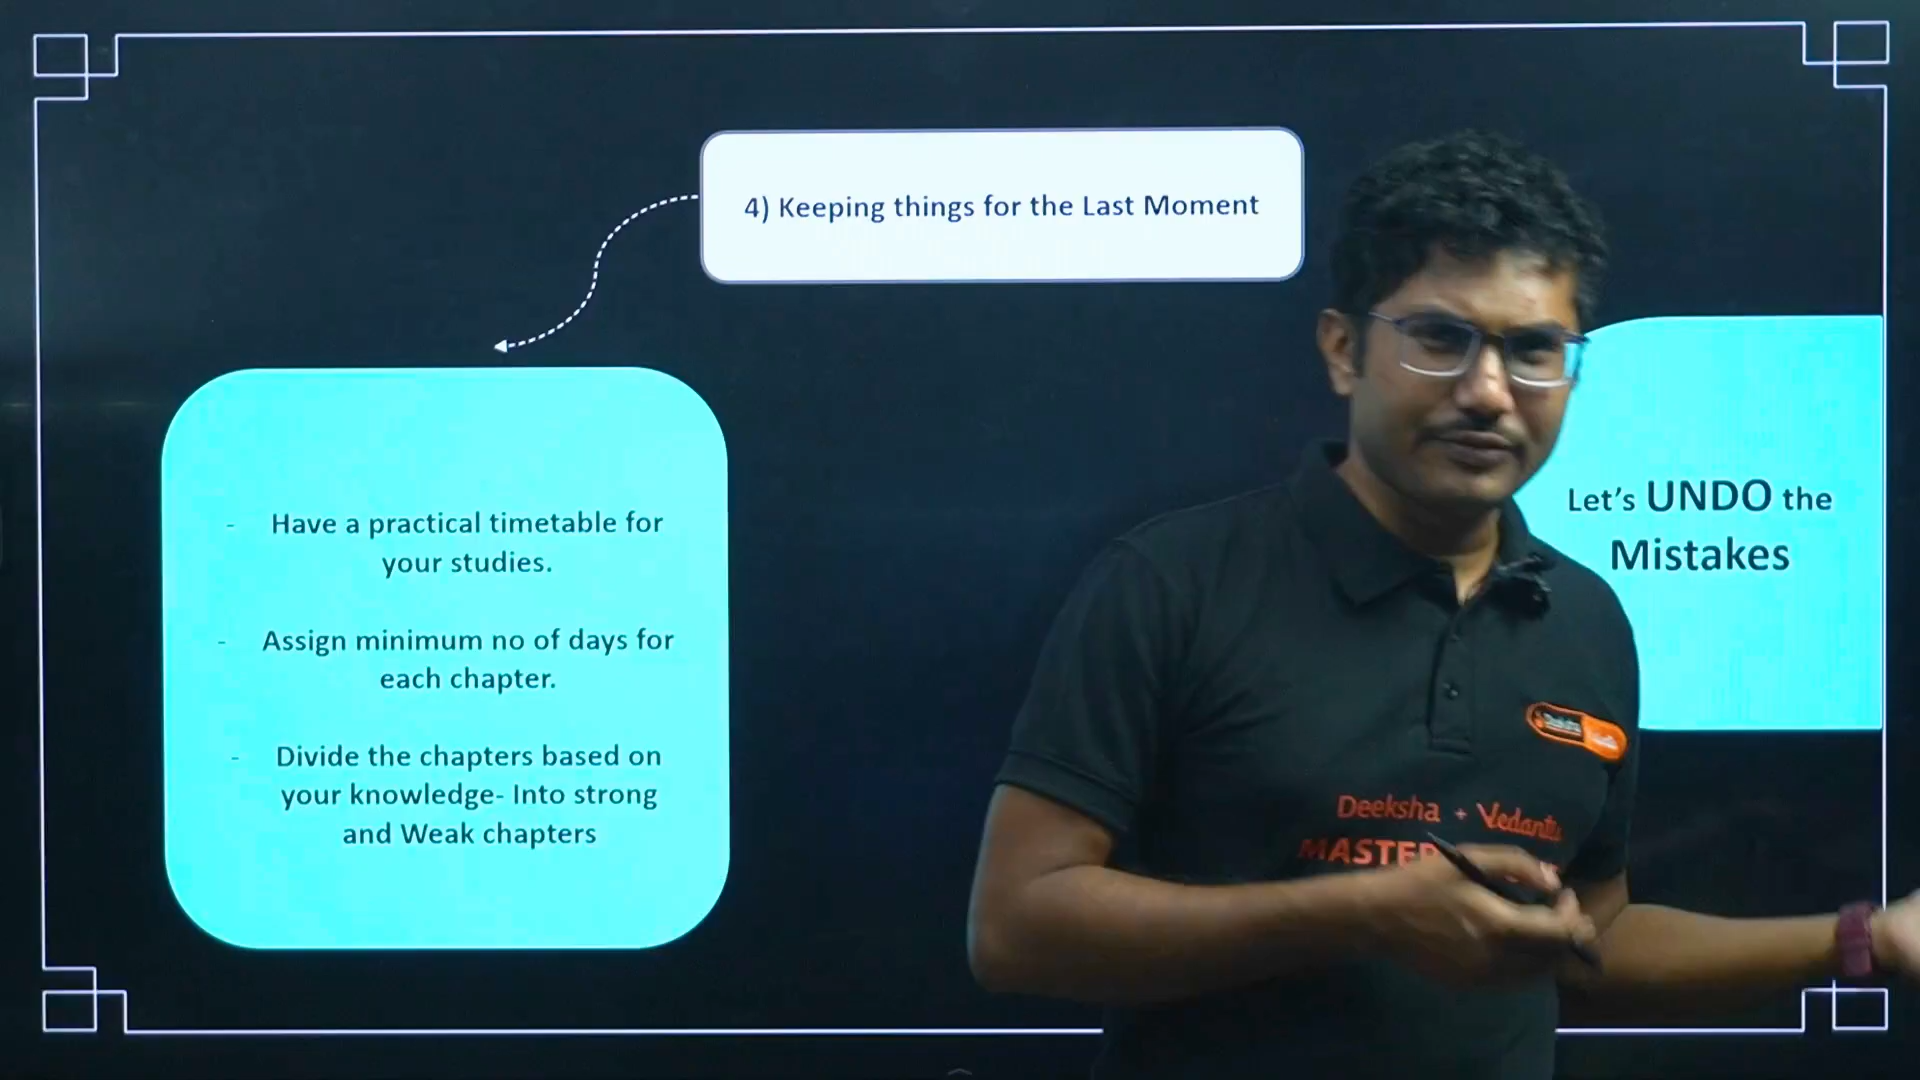 4) Keeping things for the Last Moment
- Have a practical timetable for
your studies.
- Assign minimum no of days for
each chapter.
- Divide the chapters based on
your knowledge- Into strong
and Weak chapters
Let's UNDO the
Mistakes
Deeksha + Vedantu